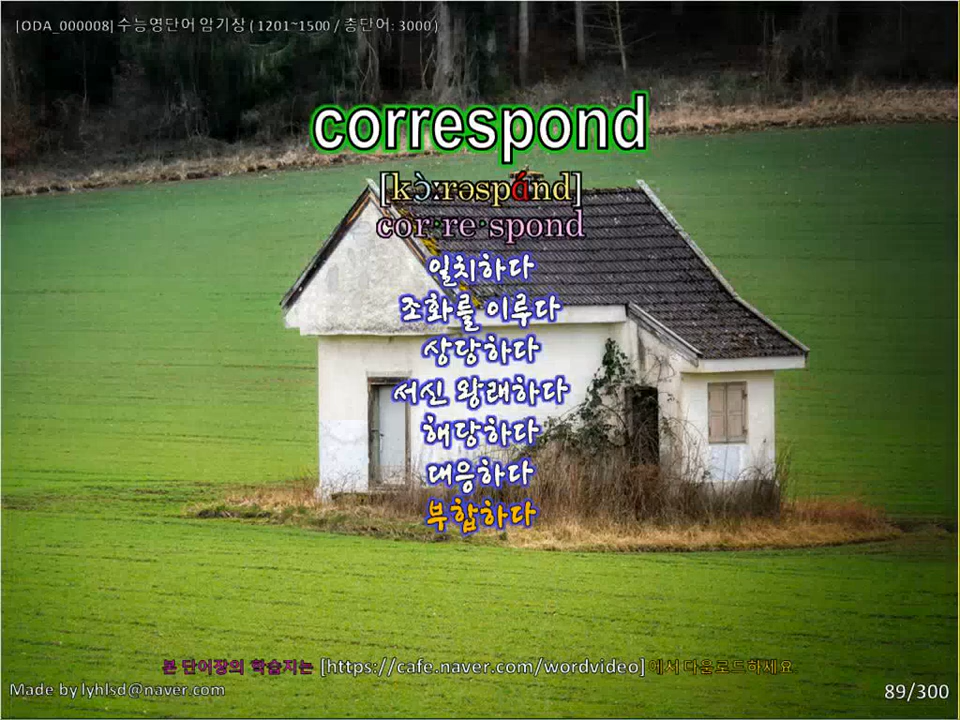 [ODA_000008] 수능영단어 암기장 ( 1201~1500 / 총단어: 3000 )
correspond
[kɔ̀ːrəspánd]
cor·re·spond
일치하다
조화를 이루다
상당하다
서신 왕래하다
해당하다
대응하다
부합하다
본 단어장의 학습지는 [https://cafe.naver.com/wordvideo] 에서 다운로드하세요
Made by lyhlsd@naver.com
89/300